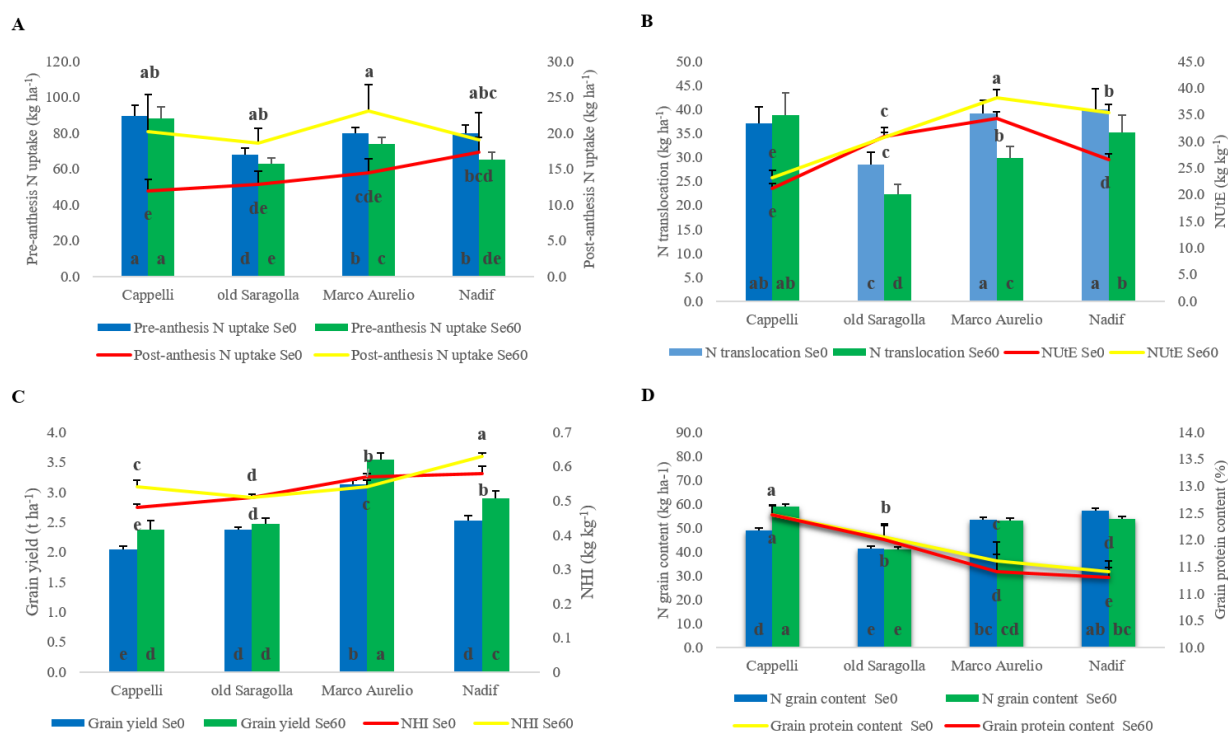 A
Pre-anthesis N uptake (kg ha⁻¹)
120.0
100.0
80.0
60.0
40.0
20.0
0.0
ab
ab
a
abc
e
de
cde
bcd
a a d e b c b de
30.0
25.0
20.0
15.0
10.0
5.0
0.0
Post-anthesis N uptake (kg ha⁻¹)
Cappelli old Saragolla Marco Aurelio Nadif
Pre-anthesis N uptake Se0 Pre-anthesis N uptake Se60
Post-anthesis N uptake Se0 Post-anthesis N uptake Se60
B
N translocation (kg ha⁻¹)
50.0
45.0
40.0
35.0
30.0
25.0
20.0
15.0
10.0
5.0
0.0
e
c
a
b
e
c
b
d
ab ab c d a c a b
45.0
40.0
35.0
30.0
25.0
20.0
15.0
10.0
5.0
0.0
NUtE (kg kg⁻¹)
Cappelli old Saragolla Marco Aurelio Nadif
N translocation Se0 N translocation Se60 NUtE Se0 NUtE Se60
C
Grain yield (t ha⁻¹)
4.0
3.5
3.0
2.5
2.0
1.5
1.0
0.5
0.0
c
d
b
a
e
d
c
b
e d d d b a d c
0.7
0.6
0.5
0.4
0.3
0.2
0.1
0
NHI (kg kg⁻¹)
Cappelli old Saragolla Marco Aurelio Nadif
Grain yield Se0 Grain yield Se60 NHI Se0 NHI Se60
D
N grain content (kg ha-1)
90.0
80.0
70.0
60.0
50.0
40.0
30.0
20.0
10.0
0.0
a
b
c
d
a
b
d
e
d a e e bc cd ab bc
14.0
13.5
13.0
12.5
12.0
11.5
11.0
10.5
10.0
Grain protein content (%)
Cappelli old Saragolla Marco Aurelio Nadif
N grain content Se0 N grain content Se60
Grain protein content Se0 Grain protein content Se60